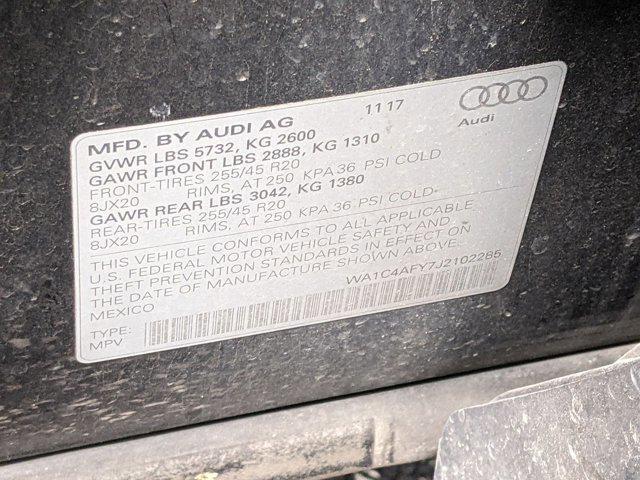 MFD. BY AUDI AG 11 17
Audi
GVWR LBS 5732, KG 2600
GAWR FRONT LBS 2888, KG 1310
FRONT-TIRES 255/45 R20
8JX20 RIMS, AT 250 KPA 36 PSI COLD
GAWR REAR LBS 3042, KG 1380
REAR-TIRES 255/45 R20
8JX20 RIMS, AT 250 KPA 36 PSI COLD
THIS VEHICLE CONFORMS TO ALL APPLICABLE
U.S. FEDERAL MOTOR VEHICLE SAFETY AND
THEFT PREVENTION STANDARDS IN EFFECT ON
THE DATE OF MANUFACTURE SHOWN ABOVE.
MEXICO WA1C4AFY7J2102285
TYPE:
MPV